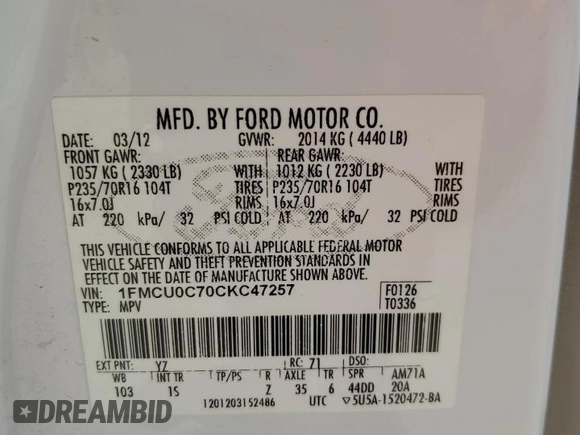 MFD. BY FORD MOTOR CO.
DATE: 03/12 GVWR: 2014 KG (4440 LB)
FRONT GAWR: REAR GAWR:
1057 KG (2330 LB) WITH 1012 KG (2230 LB) WITH
P235/70R16 104T TIRES P235/70R16 104T TIRES
16x7.0J RIMS 16x7.0J RIMS
AT 220 kPa/ 32 PSI COLD AT 220 kPa/ 32 PSI COLD
THIS VEHICLE CONFORMS TO ALL APPLICABLE FEDERAL MOTOR
VEHICLE SAFETY AND THEFT PREVENTION STANDARDS IN
EFFECT ON THE DATE OF MANUFACTURE SHOWN ABOVE.
VIN: 1FMCU0C70CKC47257 F0126
TYPE: MPV T0336
EXT PNT: Y7 RC: 71 DSO:
WB INT TR TP/PS R AXLE TR SPR AM71A
103 1S Z 35 6 44DD 20A
1201203152486 UTC 5U5A-1520472-BA
DREAMBID